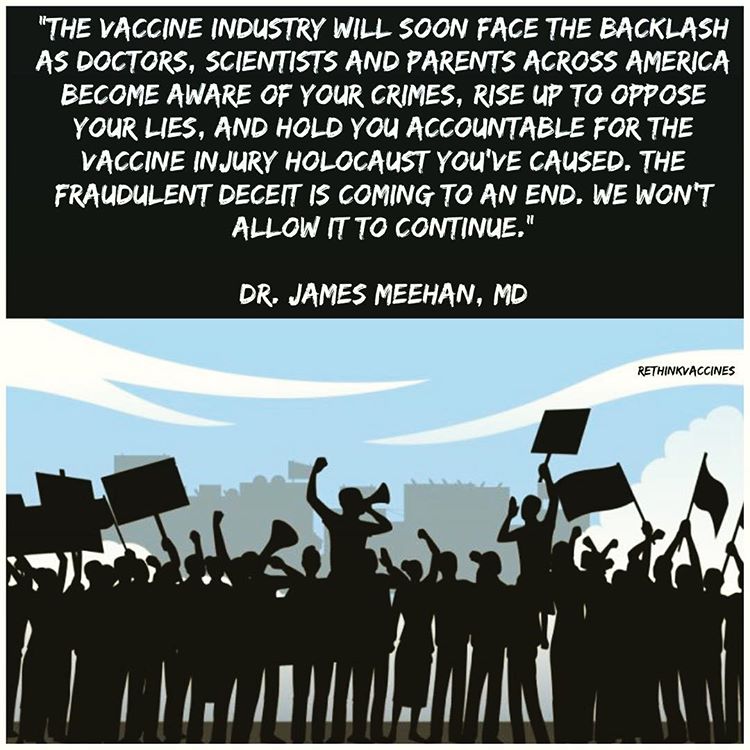 "THE VACCINE INDUSTRY WILL SOON FACE THE BACKLASH
AS DOCTORS, SCIENTISTS AND PARENTS ACROSS AMERICA
BECOME AWARE OF YOUR CRIMES, RISE UP TO OPPOSE
YOUR LIES, AND HOLD YOU ACCOUNTABLE FOR THE
VACCINE INJURY HOLOCAUST YOU'VE CAUSED. THE
FRAUDULENT DECEIT IS COMING TO AN END. WE WON'T
ALLOW IT TO CONTINUE."
DR. JAMES MEEHAN, MD
RETHINKVACCINES